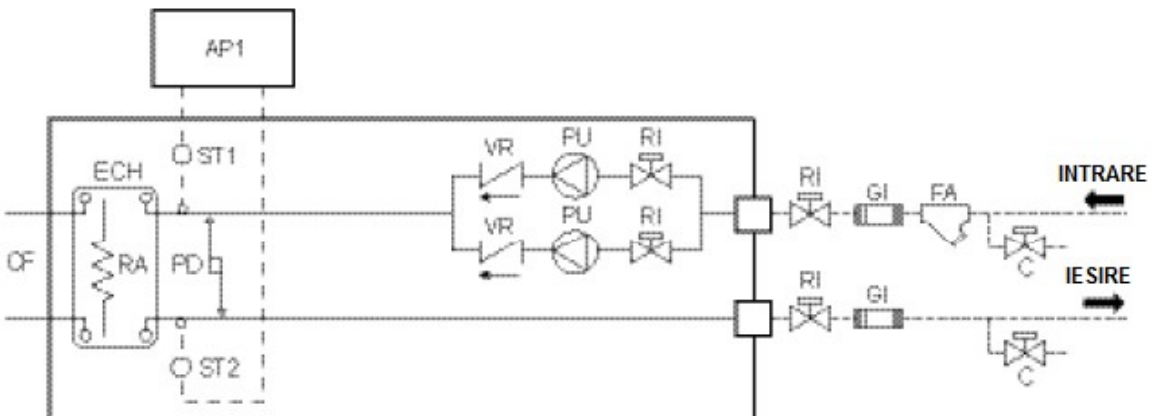 AP1
VR
PU
RI
ECH
ST1
RI
GI
FA
INTRARE
VR
PU
RI
CF
RA
PD
C
RI
GI
IESIRE
ST2
C